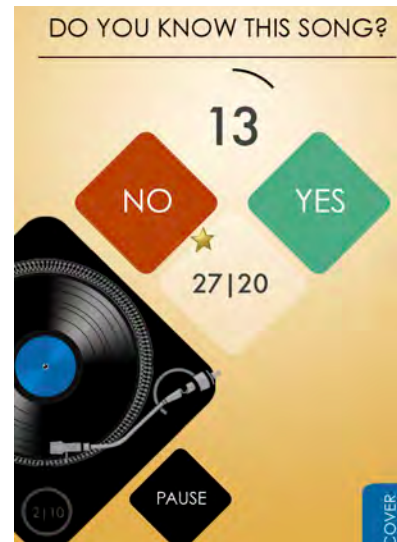 DO YOU KNOW THIS SONG?
13
NO
YES
27|20
PAUSE
2|10
COVER